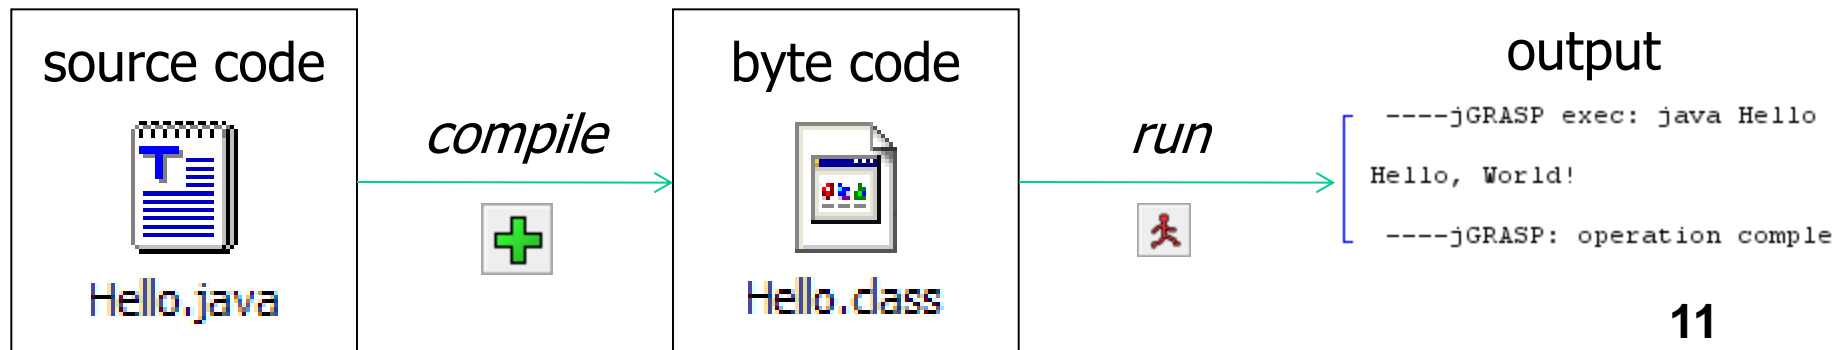 source code
Hello.java
compile
byte code
Hello.class
run
output
----jGRASP exec: java Hello
Hello, World!
----jGRASP: operation comple
11